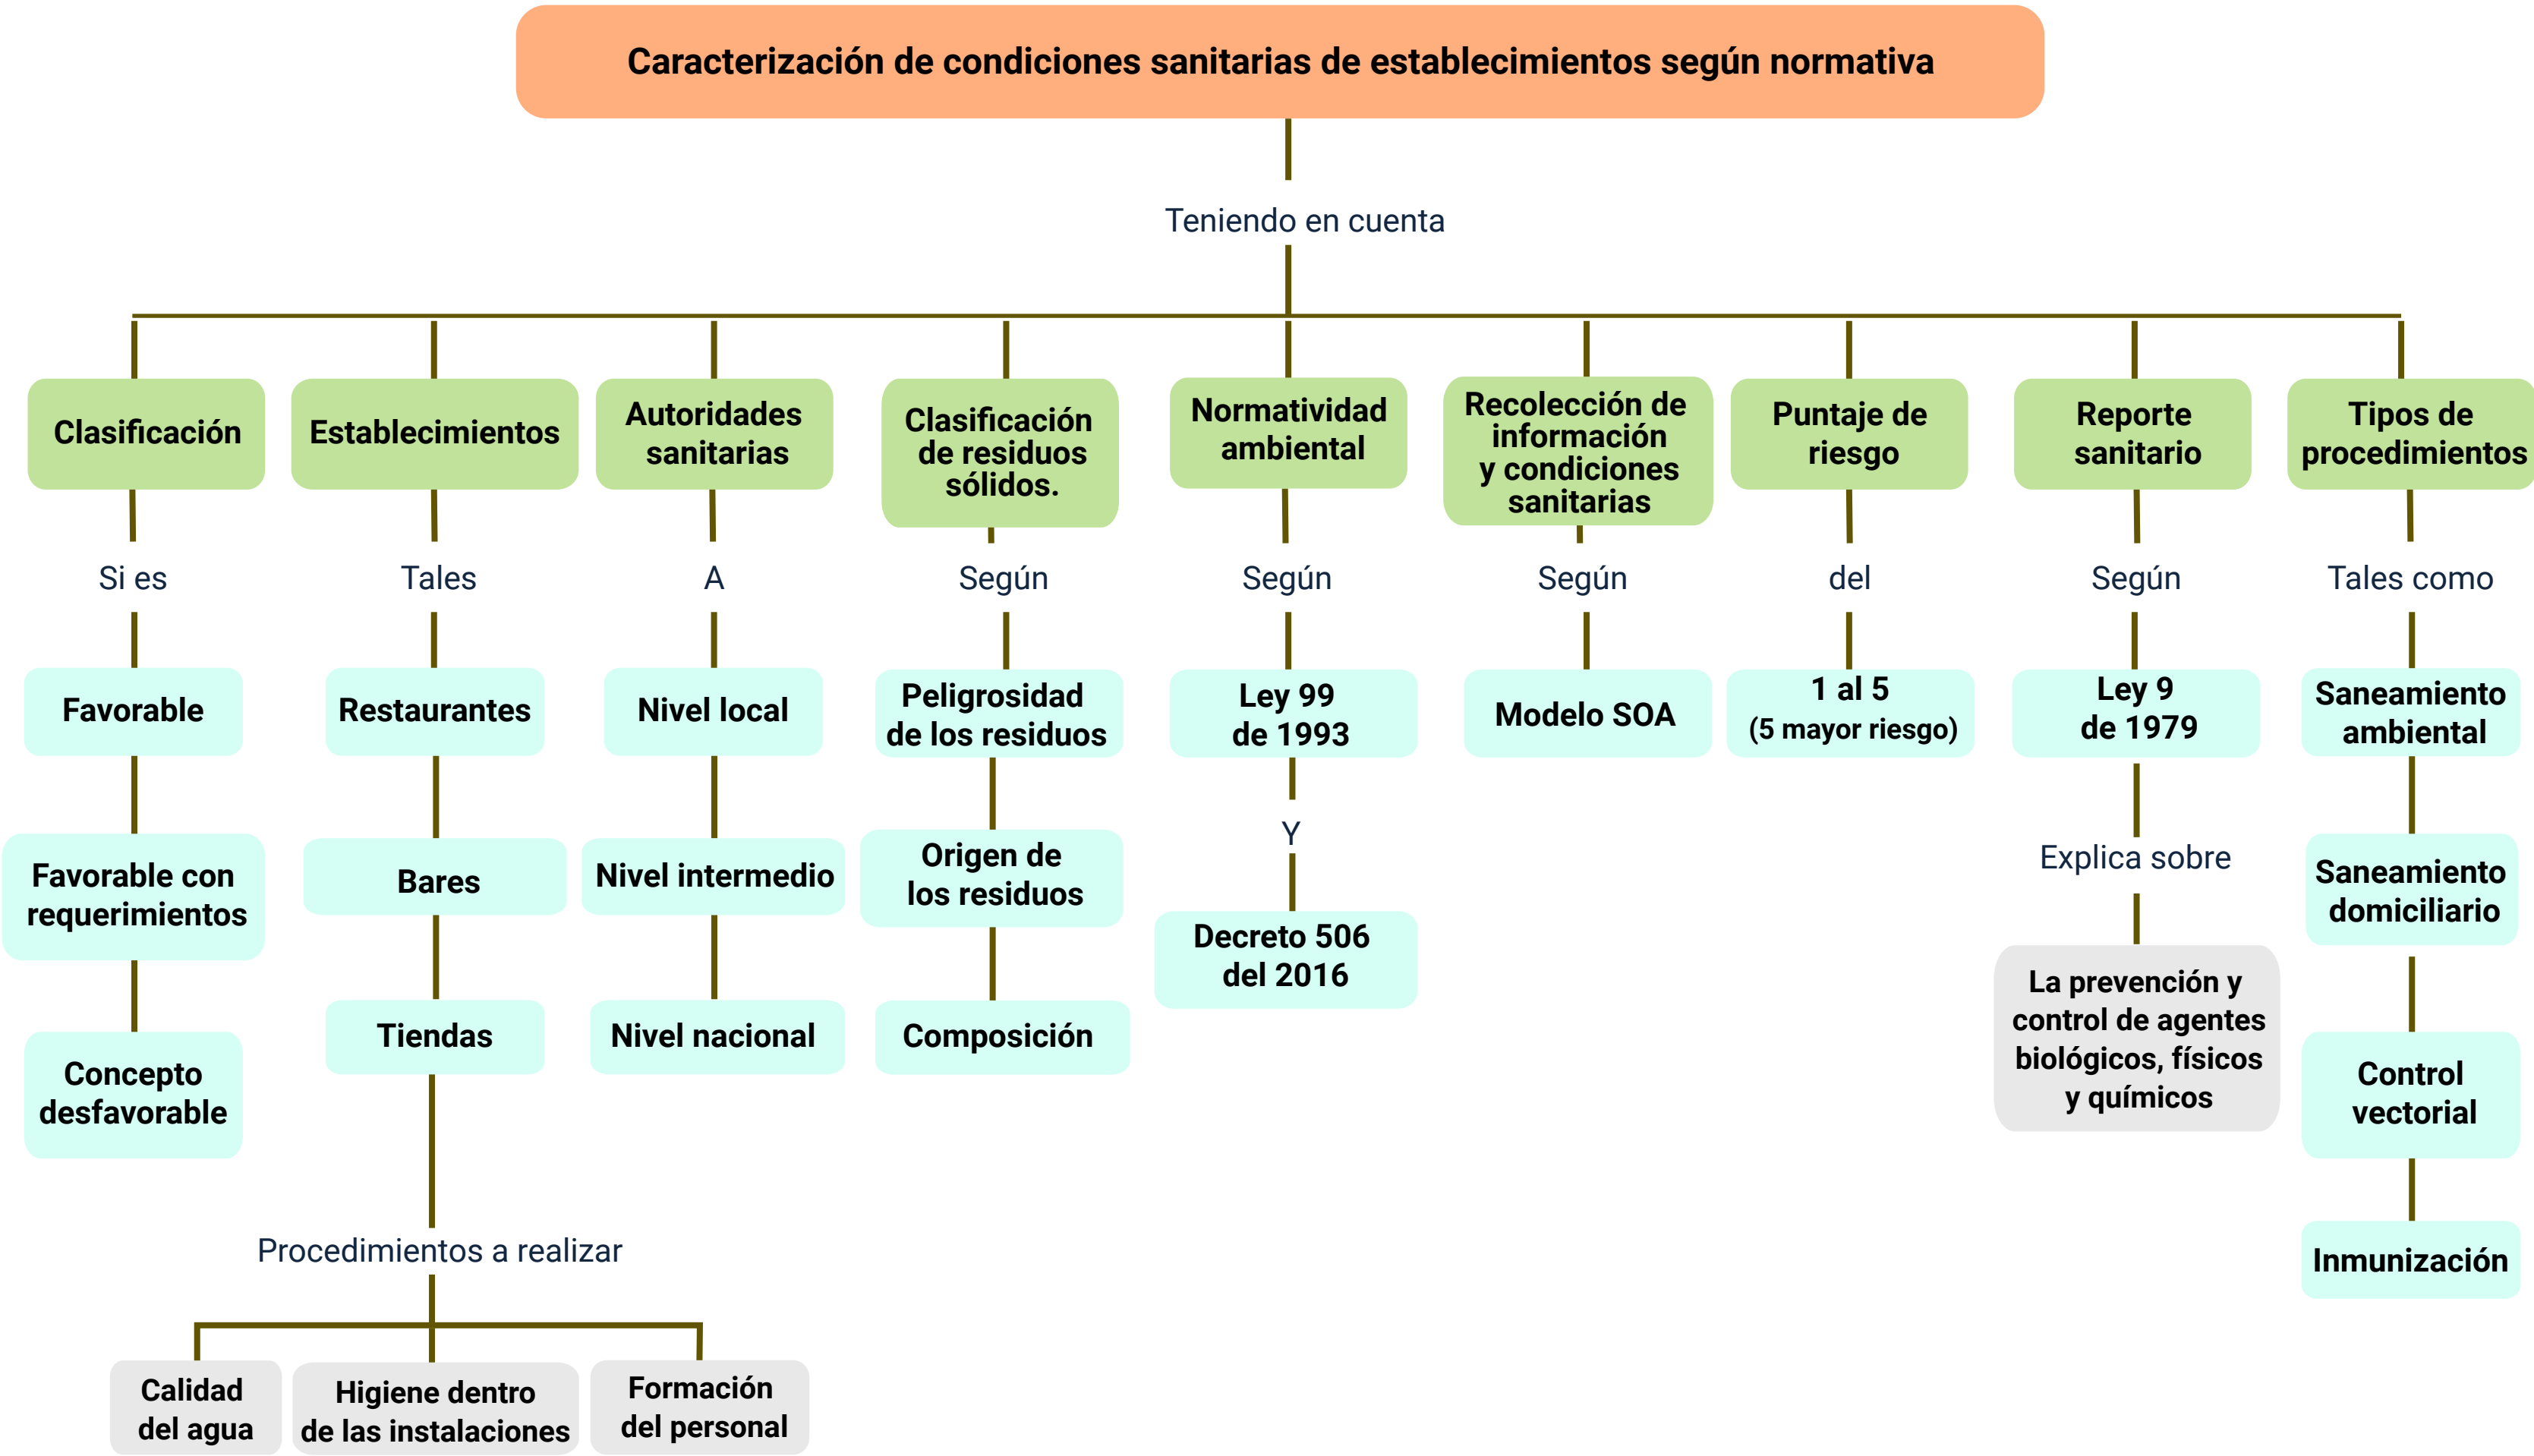 Caracterización de condiciones sanitarias de establecimientos según normativa
Teniendo en cuenta
Clasificación
Si es
Favorable
Favorable con
requerimientos
Concepto
desfavorable
Establecimientos
Tales
Restaurantes
Bares
Tiendas
Procedimientos a realizar
Calidad
del agua
Higiene dentro
de las instalaciones
Formación
del personal
Autoridades
sanitarias
A
Nivel local
Nivel intermedio
Nivel nacional
Clasificación
de residuos
sólidos.
Según
Peligrosidad
de los residuos
Origen de
los residuos
Composición
Normatividad
ambiental
Según
Ley 99
de 1993
Y
Decreto 506
del 2016
Recolección de
información
y condiciones
sanitarias
Según
Modelo SOA
Puntaje de
riesgo
del
1 al 5
(5 mayor riesgo)
Reporte
sanitario
Según
Ley 9
de 1979
Explica sobre
La prevención y
control de agentes
biológicos, físicos
y químicos
Tipos de
procedimientos
Tales como
Saneamiento
ambiental
Saneamiento
domiciliario
Control
vectorial
Inmunización